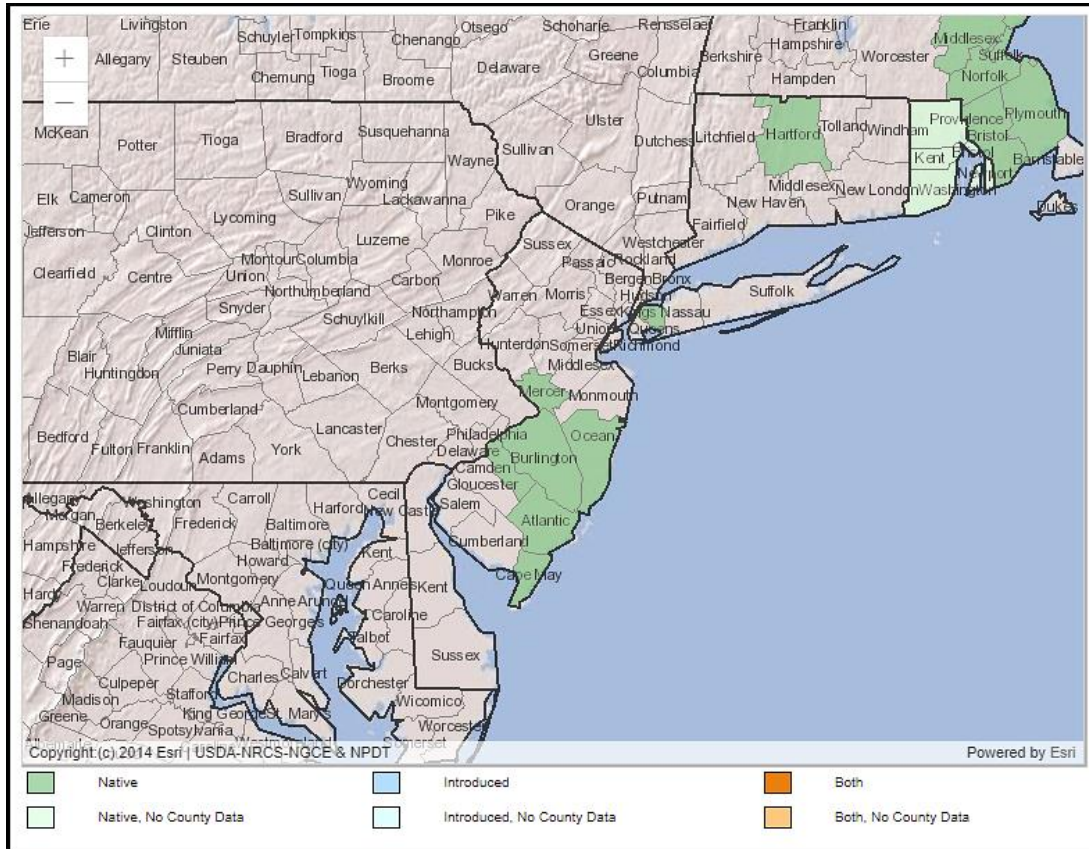 Erie
Livingston
Schuyler
Tompkins
Otsego
Schoharie
Rensselaer
Franklin
Middlesex
+
Allegany
Steuben
Chenango
Greene
Berkshire
Hampshire
Worcester
Suffolk
−
Chemung
Tioga
Broome
Delaware
Columbia
Hampden
Norfolk
McKean
Potter
Tioga
Bradford
Susquehanna
Ulster
Dutchess
Litchfield
Hartford
Tolland
Windham
Providence
Plymouth
Bristol
Wayne
Sullivan
Kent
Bristol
Barnstable
Elk
Cameron
Sullivan
Wyoming
Lackawanna
Putnam
Middlesex
New London
Washington
Newport
Jefferson
Clinton
Lycoming
Luzerne
Pike
Orange
Fairfield
New Haven
Dukes
Clearfield
Centre
Montour
Columbia
Union
Northumberland
Carbon
Monroe
Sussex
Passaic
Westchester
Rockland
Bergen
Bronx
Suffolk
Snyder
Schuylkill
Northampton
Warren
Morris
Hudson
Essex
Kings
Nassau
Mifflin
Juniata
Lehigh
Hunterdon
Union
Somerset
Queens
Richmond
Blair
Huntingdon
Perry
Dauphin
Lebanon
Berks
Bucks
Middlesex
Cumberland
Montgomery
Mercer
Monmouth
Bedford
Fulton
Franklin
Adams
York
Lancaster
Chester
Philadelphia
Delaware
Camden
Burlington
Ocean
Allegany
Washington
Carroll
Harford
Cecil
New Castle
Gloucester
Salem
Morgan
Berkeley
Frederick
Baltimore
Atlantic
Hampshire
Jefferson
Baltimore (city)
Kent
Cumberland
Frederick
Howard
Cape May
Hardy
Clarke
Loudoun
Montgomery
Queen Annes
Kent
Warren
District of Columbia
Anne Arundel
Caroline
Shenandoah
Fairfax (city)
Prince George's
Fauquier
Fairfax
Talbot
Page
Prince William
Sussex
Culpeper
Charles
Calvert
Dorchester
Madison
Stafford
Wicomico
Greene
Orange
King George
St. Mary's
Spotsylvania
Worcester
Somerset
Copyright:(c) 2014 Esri | USDA-NRCS-NGCE & NPDT
Powered by Esri
Native
Introduced
Both
Native, No County Data
Introduced, No County Data
Both, No County Data